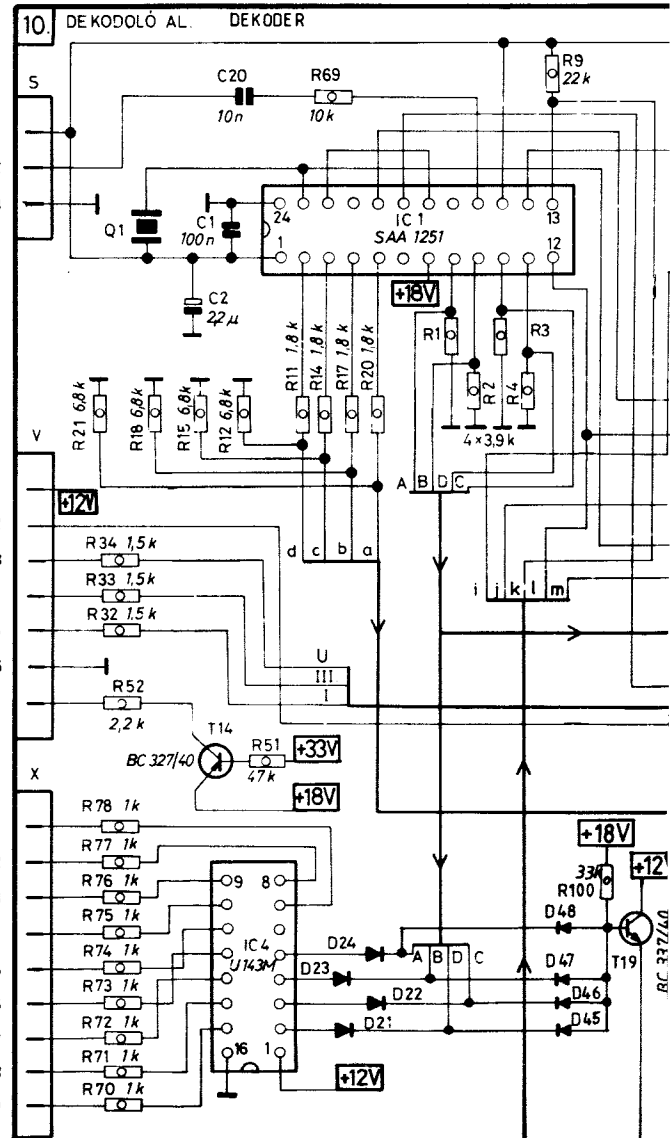 10. DEKODOLÓ AL. DEKODER
S
C20
10n
R69
10k
R9
22k
Q1
C1
100n
24
13
IC 1
SAA 1251
1
12
+18V
C2
22µ
R11 1,8k
R14 1,8k
R17 1,8k
R20 1,8k
R1
R2
R3
R4
4×3,9k
R21 6,8k
R18 6,8k
R15 6,8k
R12 6,8k
V
+12V
A B D C
R34 1,5k
R33 1,5k
R32 1.5k
d c b a
i j k l m
U
III
I
R52
2,2k
T14
BC 327/40
R51
47k
+33V
+18V
X
R78 1k
R77 1k
R76 1k
R75 1k
R74 1k
R73 1k
R72 1k
R71 1k
R70 1k
9
8
IC 4
U143M
16
1
+12V
D24
D23
D22
D21
A B D C
+18V
33k
R100
+12V
D48
D47
D46
D45
T19
BC 337/40